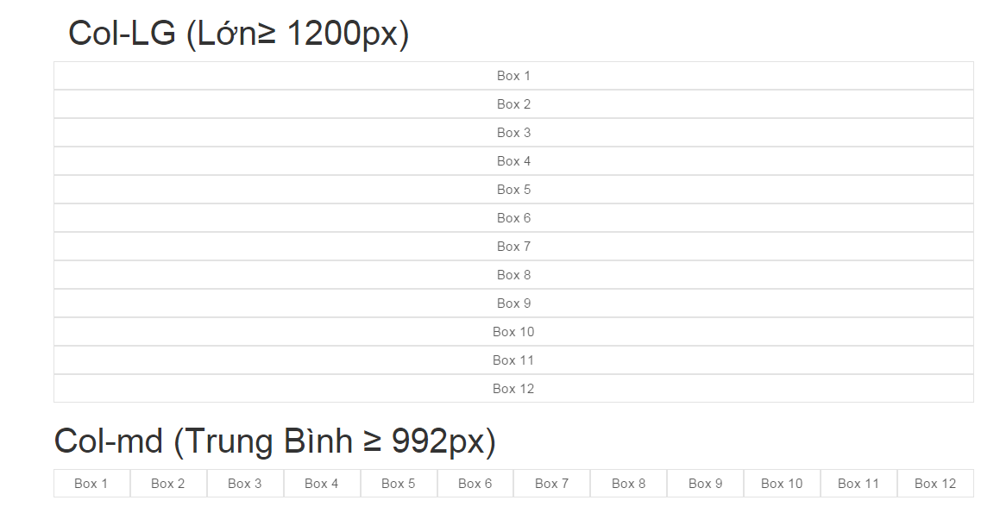 Col-LG (Lớn≥ 1200px)
Box 1
Box 2
Box 3
Box 4
Box 5
Box 6
Box 7
Box 8
Box 9
Box 10
Box 11
Box 12
Col-md (Trung Bình ≥ 992px)
Box 1 Box 2 Box 3 Box 4 Box 5 Box 6 Box 7 Box 8 Box 9 Box 10 Box 11 Box 12